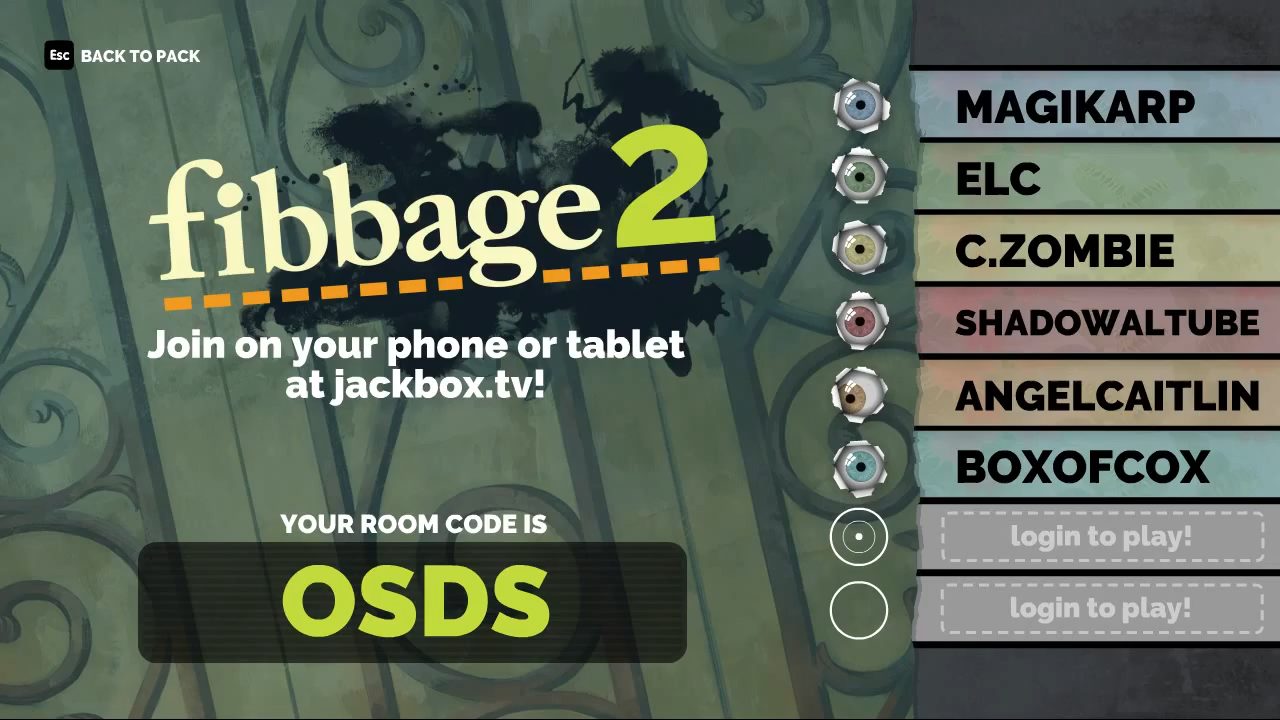 Esc BACK TO PACK
fibbage 2
Join on your phone or tablet
at jackbox.tv!
YOUR ROOM CODE IS
OSDS
MAGIKARP
ELC
C.ZOMBIE
SHADOWALTUBE
ANGELCAITLIN
BOXOFCOX
login to play!
login to play!